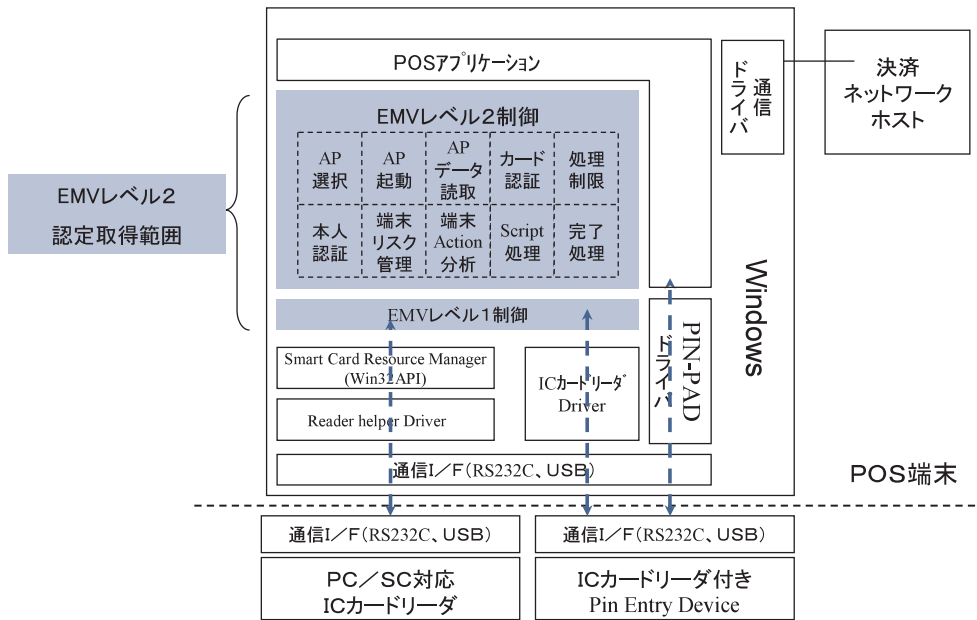 POSアプリケーション
通信
ドライバ
決済
ネットワーク
ホスト
EMVレベル2制御
AP
選択
AP
起動
AP
データ
読取
カード
認証
処理
制限
本人
認証
端末
リスク
管理
端末
Action
分析
Script
処理
完了
処理
EMVレベル2
認定取得範囲
EMVレベル1制御
Windows
Smart Card Resource Manager
(Win32API)
Reader helper Driver
ICカードリーダ
Driver
PIN-PAD
ドライバ
通信I/F(RS232C、USB)
POS端末
通信I/F(RS232C、USB)
通信I/F(RS232C、USB)
PC/SC対応
ICカードリーダ
ICカードリーダ付き
Pin Entry Device